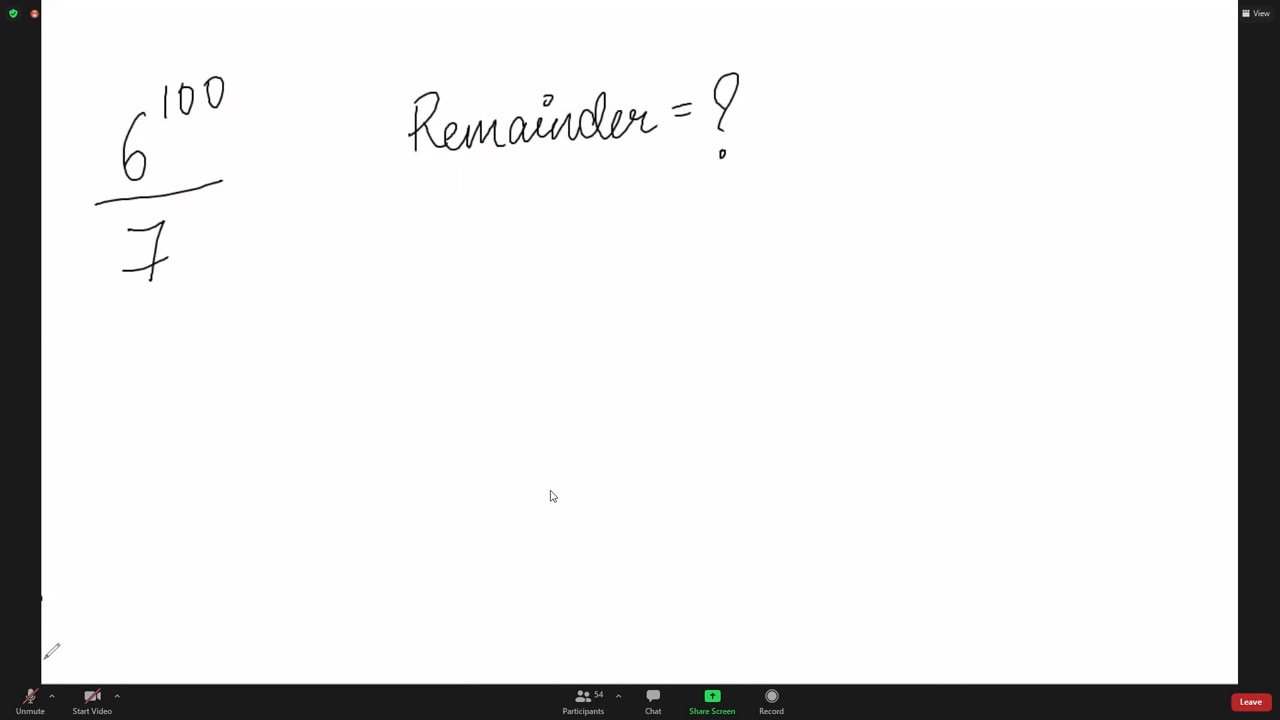 View
6^100 Remainder = ?
7
Unmute Start Video 54 Participants Chat Share Screen Record Leave